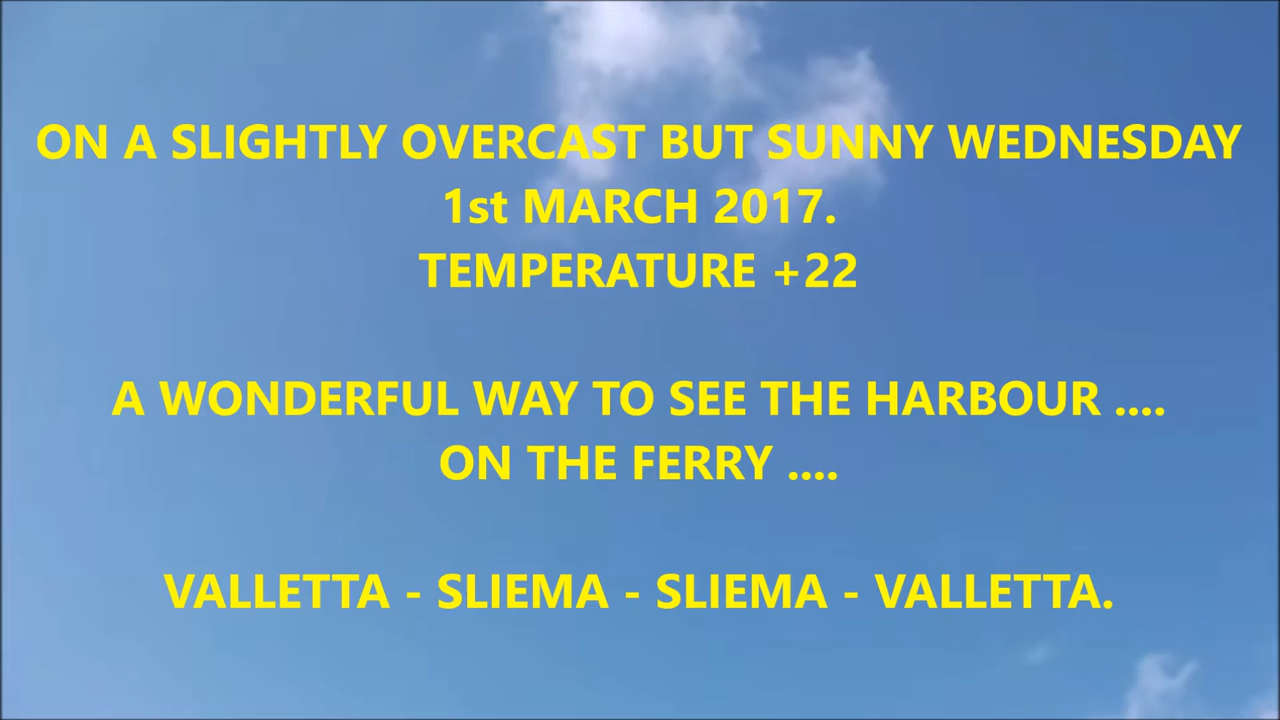 ON A SLIGHTLY OVERCAST BUT SUNNY WEDNESDAY
1st MARCH 2017.
TEMPERATURE +22
A WONDERFUL WAY TO SEE THE HARBOUR ....
ON THE FERRY ....
VALLETTA - SLIEMA - SLIEMA - VALLETTA.